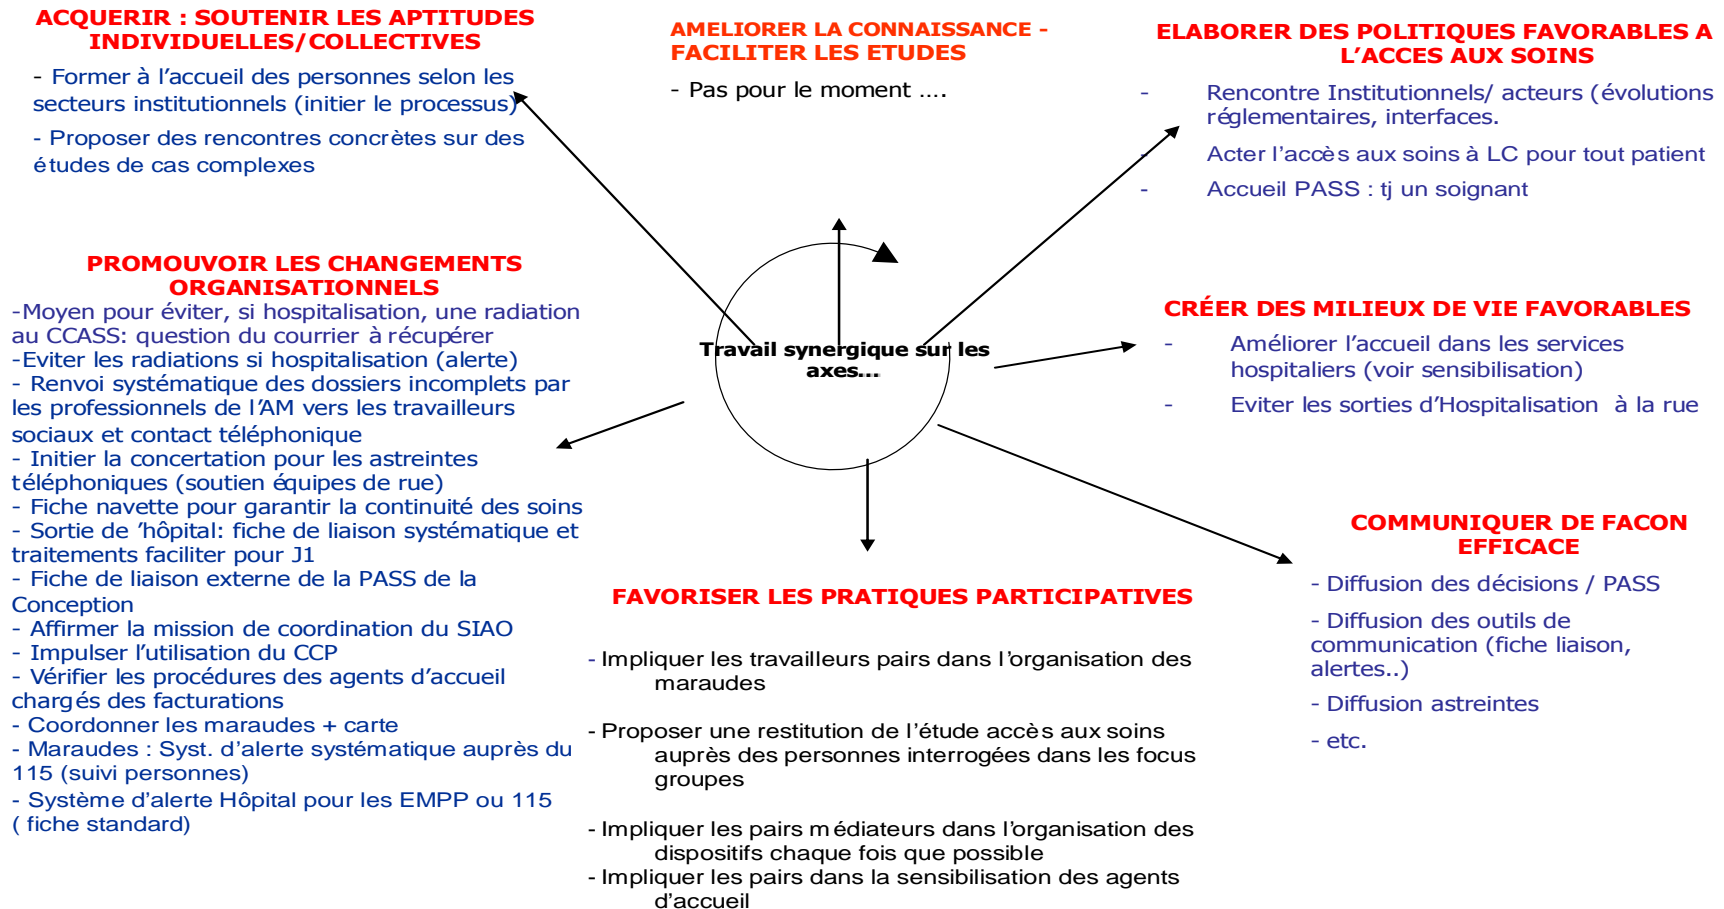 ACQUERIR : SOUTENIR LES APTITUDES
INDIVIDUELLES/COLLECTIVES
- Former à l’accueil des personnes selon les
secteurs institutionnels (initier le processus)
- Proposer des rencontres concrètes sur des
études de cas complexes
AMELIORER LA CONNAISSANCE -
FACILITER LES ETUDES
- Pas pour le moment ….
ELABORER DES POLITIQUES FAVORABLES A
L’ACCES AUX SOINS
- Rencontre Institutionnels/ acteurs (évolutions
réglementaires, interfaces.
- Acter l’accès aux soins à LC pour tout patient
- Accueil PASS : tj un soignant
PROMOUVOIR LES CHANGEMENTS
ORGANISATIONNELS
-Moyen pour éviter, si hospitalisation, une radiation
au CCASS: question du courrier à récupérer
-Eviter les radiations si hospitalisation (alerte)
- Renvoi systématique des dossiers incomplets par
les professionnels de l’AM vers les travailleurs
sociaux et contact téléphonique
- Initier la concertation pour les astreintes
téléphoniques (soutien équipes de rue)
- Fiche navette pour garantir la continuité des soins
- Sortie de ’hôpital: fiche de liaison systématique et
traitements faciliter pour J1
- Fiche de liaison externe de la PASS de la
Conception
- Affirmer la mission de coordination du SIAO
- Impulser l’utilisation du CCP
- Vérifier les procédures des agents d’accueil
chargés des facturations
- Coordonner les maraudes + carte
- Maraudes : Syst. d’alerte systématique auprès du
115 (suivi personnes)
- Système d’alerte Hôpital pour les EMPP ou 115
( fiche standard)
Travail synergique sur les
axes…
CRÉER DES MILIEUX DE VIE FAVORABLES
- Améliorer l’accueil dans les services
hospitaliers (voir sensibilisation)
- Eviter les sorties d’Hospitalisation à la rue
COMMUNIQUER DE FACON
EFFICACE
- Diffusion des décisions / PASS
- Diffusion des outils de
communication (fiche liaison,
alertes..)
- Diffusion astreintes
- etc.
FAVORISER LES PRATIQUES PARTICIPATIVES
- Impliquer les travailleurs pairs dans l’organisation des
maraudes
- Proposer une restitution de l’étude accès aux soins
auprès des personnes interrogées dans les focus
groupes
- Impliquer les pairs médiateurs dans l’organisation des
dispositifs chaque fois que possible
- Impliquer les pairs dans la sensibilisation des agents
d’accueil